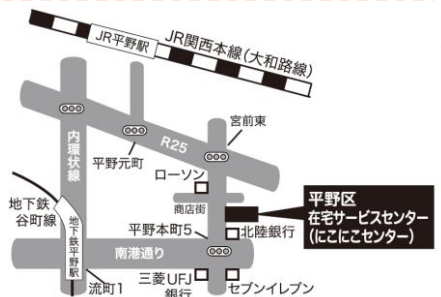 JR平野駅
JR関西本線(大和路線)
宮前東
内環状線
R25
平野元町
ローソン
地下鉄
谷町線
商店街
平野区
在宅サービスセンター
(にこにこセンター)
地下鉄平野駅
平野本町5
北陸銀行
南港通り
流町1
三菱UFJ
銀行
セブンイレブン